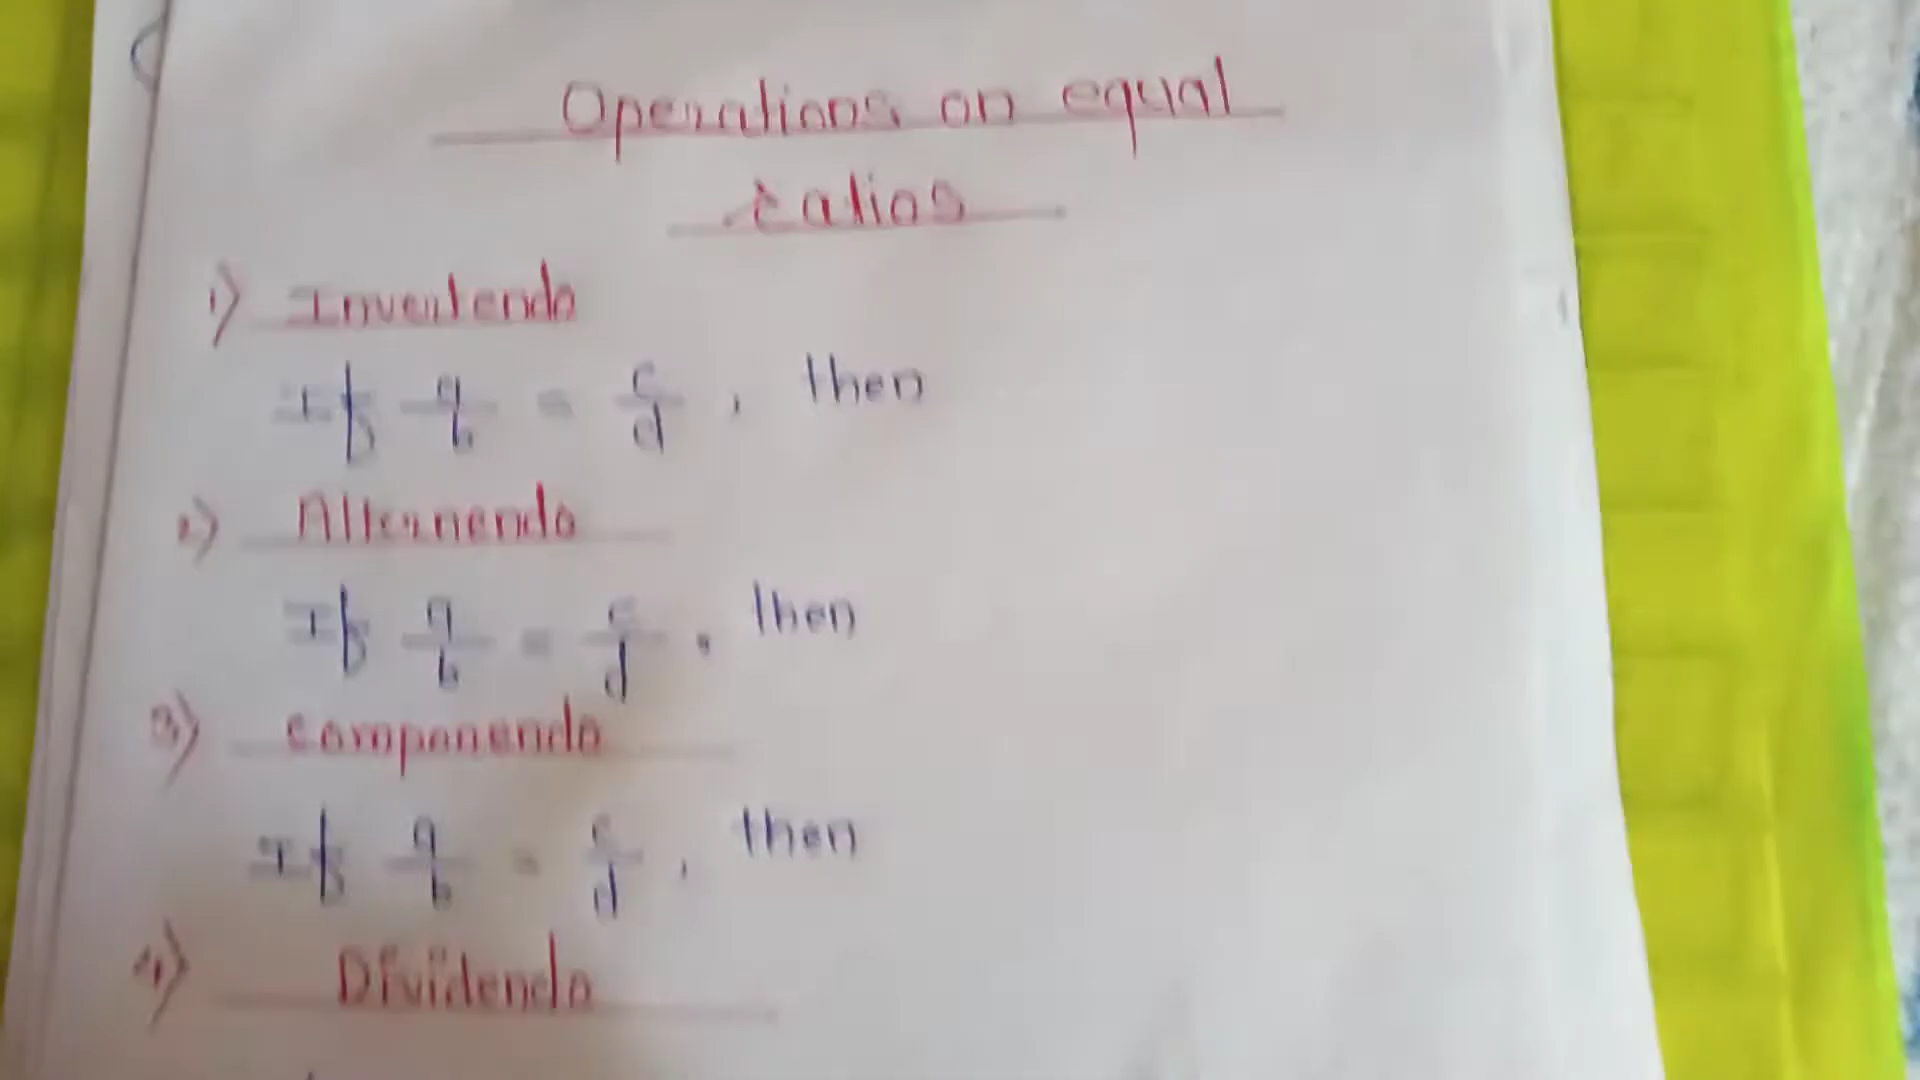 Operations on equal
ratios
1) Invertendo
If a/b = c/d, then
2) Alternendo
If a/b = c/d, then
3) componendo
If a/b = c/d, then
4) Dividendo